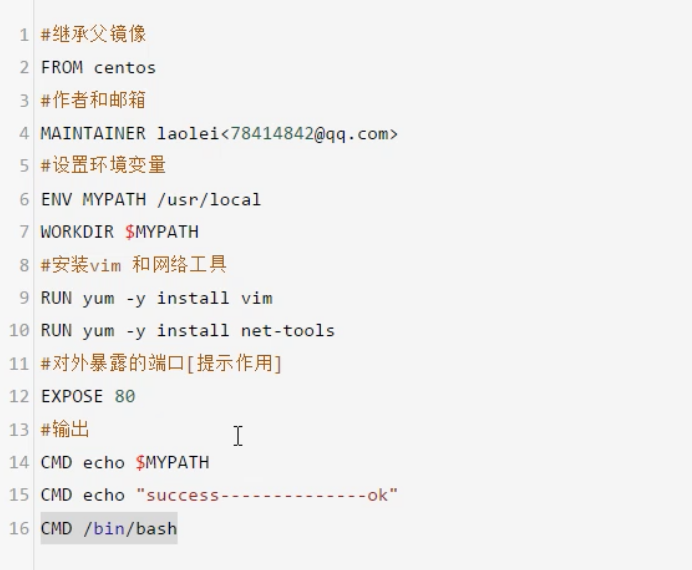 1 #继承父镜像
2 FROM centos
3 #作者和邮箱
4 MAINTAINER laolei<78414842@qq.com>
5 #设置环境变量
6 ENV MYPATH /usr/local
7 WORKDIR $MYPATH
8 #安装vim 和网络工具
9 RUN yum -y install vim
10 RUN yum -y install net-tools
11 #对外暴露的端口[提示作用]
12 EXPOSE 80
13 #输出
14 CMD echo $MYPATH
15 CMD echo "success--------------ok"
16 CMD /bin/bash